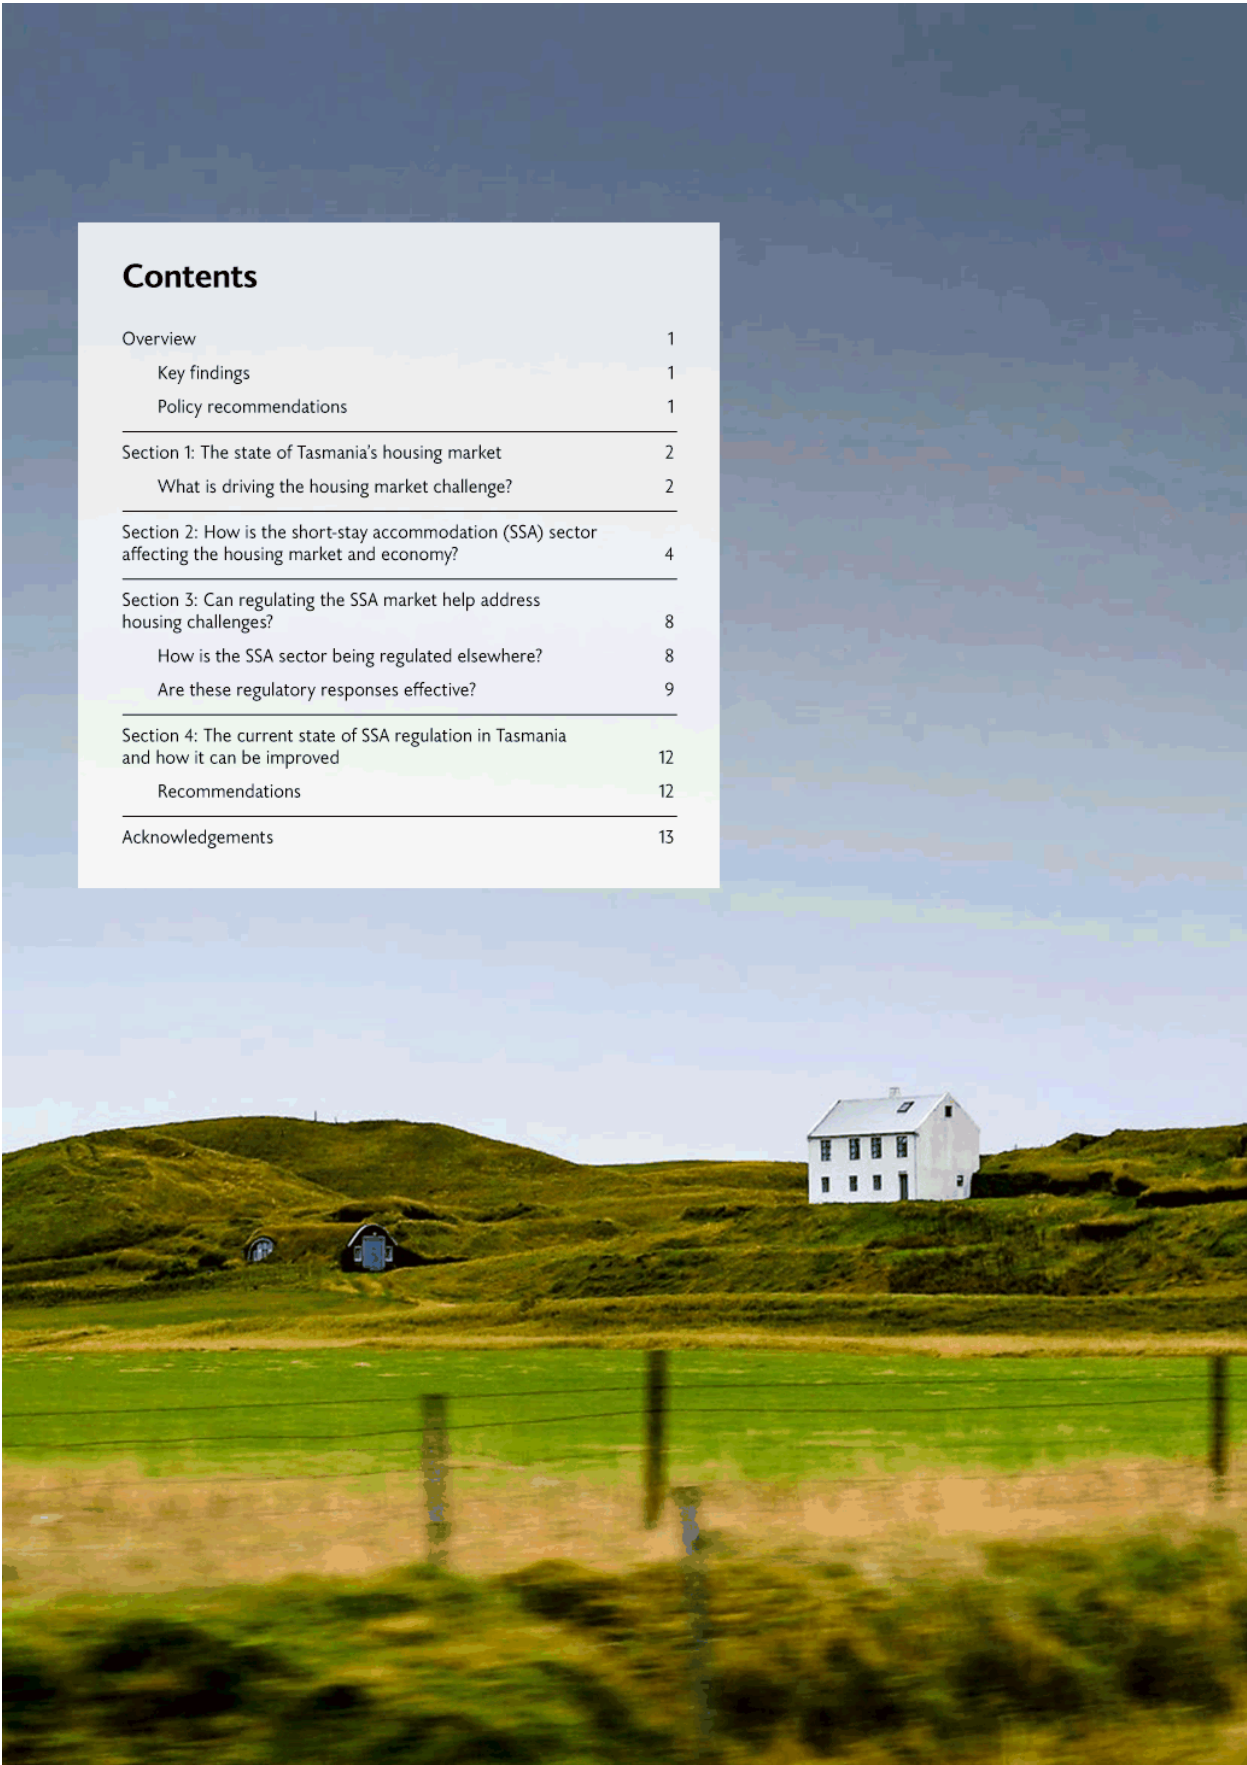 Contents
Overview 1
Key findings 1
Policy recommendations 1
Section 1: The state of Tasmania's housing market 2
What is driving the housing market challenge? 2
Section 2: How is the short-stay accommodation (SSA) sector
affecting the housing market and economy? 4
Section 3: Can regulating the SSA market help address
housing challenges? 8
How is the SSA sector being regulated elsewhere? 8
Are these regulatory responses effective? 9
Section 4: The current state of SSA regulation in Tasmania
and how it can be improved 12
Recommendations 12
Acknowledgements 13